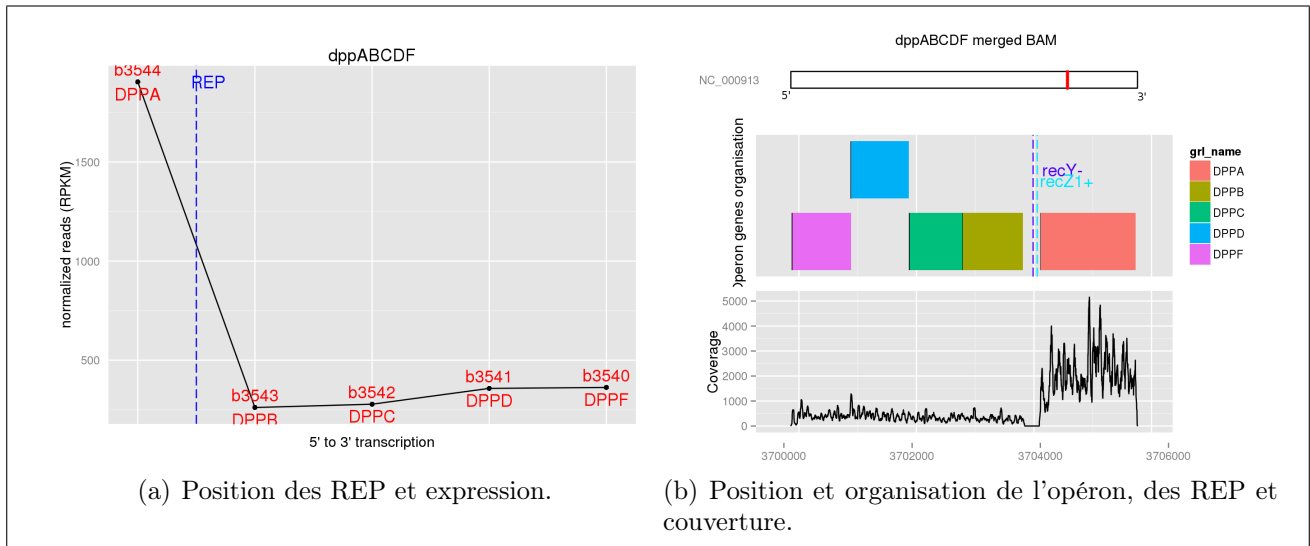 dppABCDF
b3544
DPPA
REP
1500
1000
500
normalized reads (RPKM)
b3543
DPPB
b3542
DPPC
b3541
DPPD
b3540
DPPF
5' to 3' transcription
(a) Position des REP et expression.
dppABCDF merged BAM
NC_000913
5'
3'
operon genes organisation
recY-
recZ1+
grl_name
DPPA
DPPB
DPPC
DPPD
DPPF
Coverage
5000
4000
3000
2000
1000
0
3700000
3702000
3704000
3706000
(b) Position et organisation de l'opéron, des REP et
couverture.